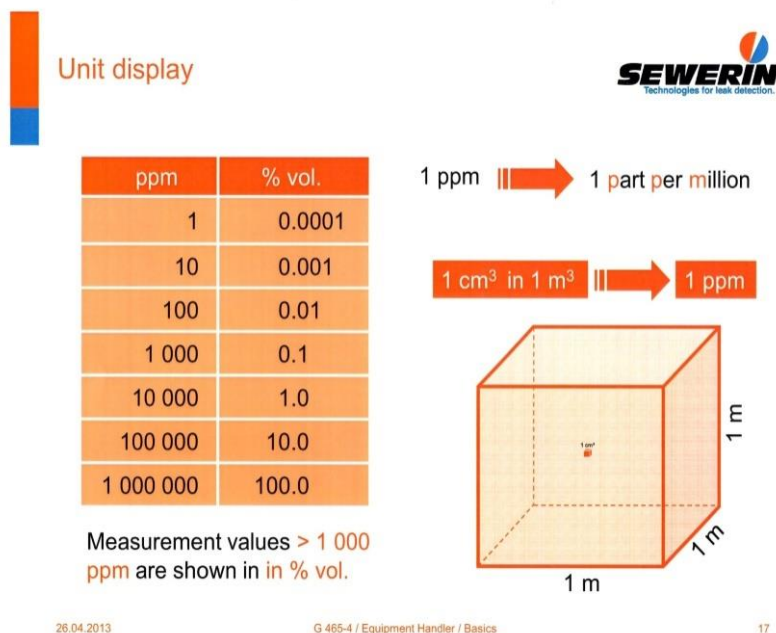 Unit display
SEWERIN
Technologies for leak detection.
ppm % vol.
1 0.0001
10 0.001
100 0.01
1 000 0.1
10 000 1.0
100 000 10.0
1 000 000 100.0
Measurement values > 1 000
ppm are shown in in % vol.
1 ppm 1 part per million
1 cm³ in 1 m³ 1 ppm
1 cm³
1 m
1 m
1 m
26.04.2013 G 465-4 / Equipment Handler / Basics 17